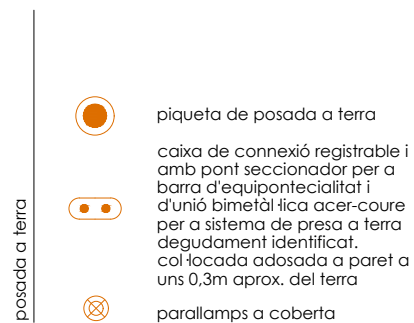 piqueta de posada a terra
caixa de connexió registrable i
amb pont seccionador per a
barra d'equipontecialitat i
d'unió bimetàl·lica acer-coure
per a sistema de presa a terra
degudament identificat.
col·locada adosada a paret a
uns 0,3m aprox. del terra
parallamps a coberta
posada a terra